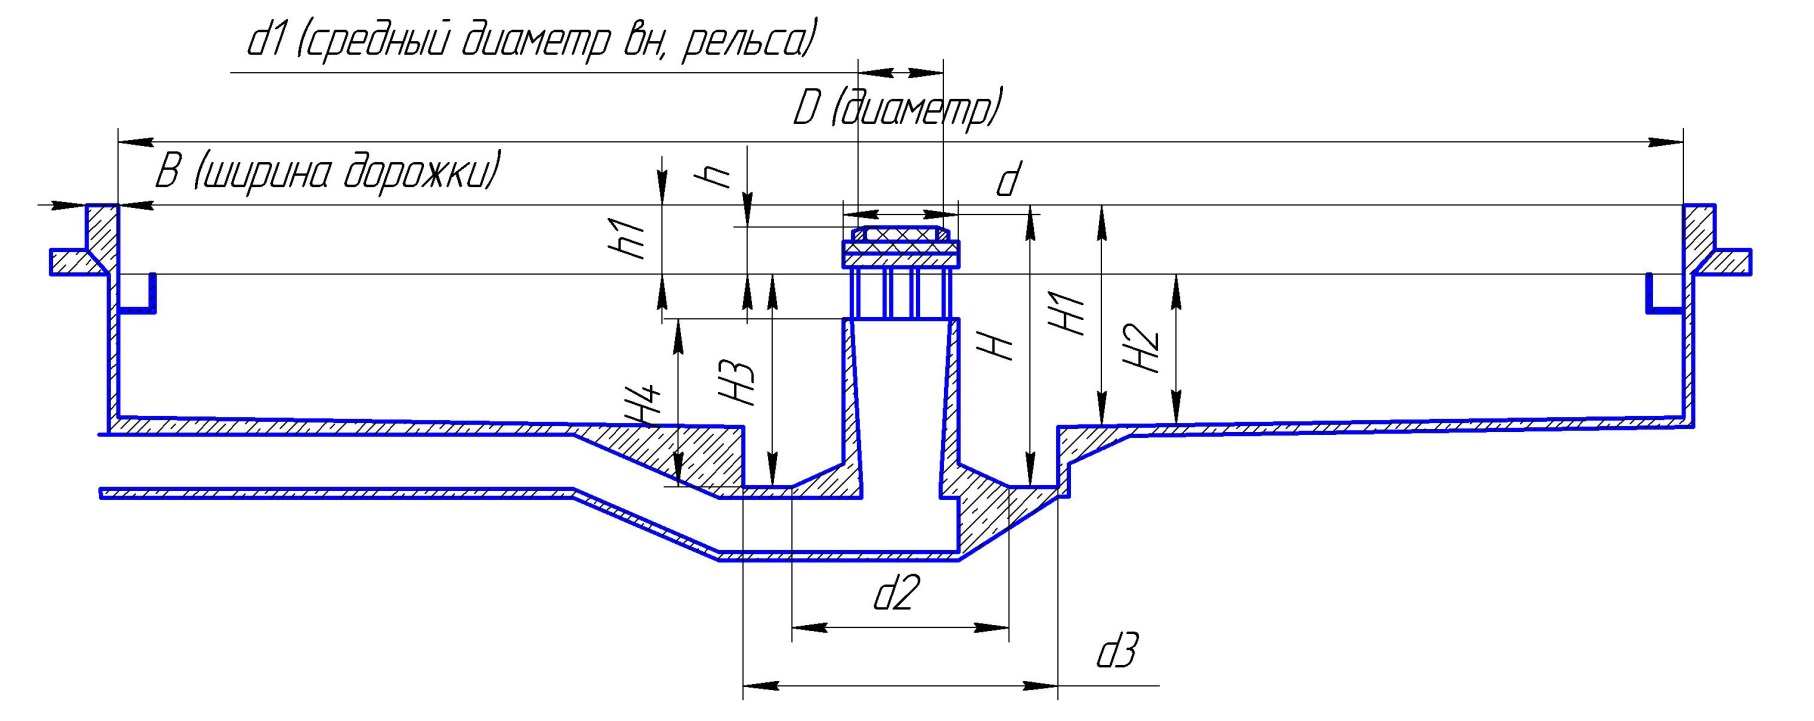 d1 (средный диаметр вн, рельса)
D (диаметр)
B (ширина дорожки)
h
d
h1
H
H1
H2
H3
H4
d2
d3